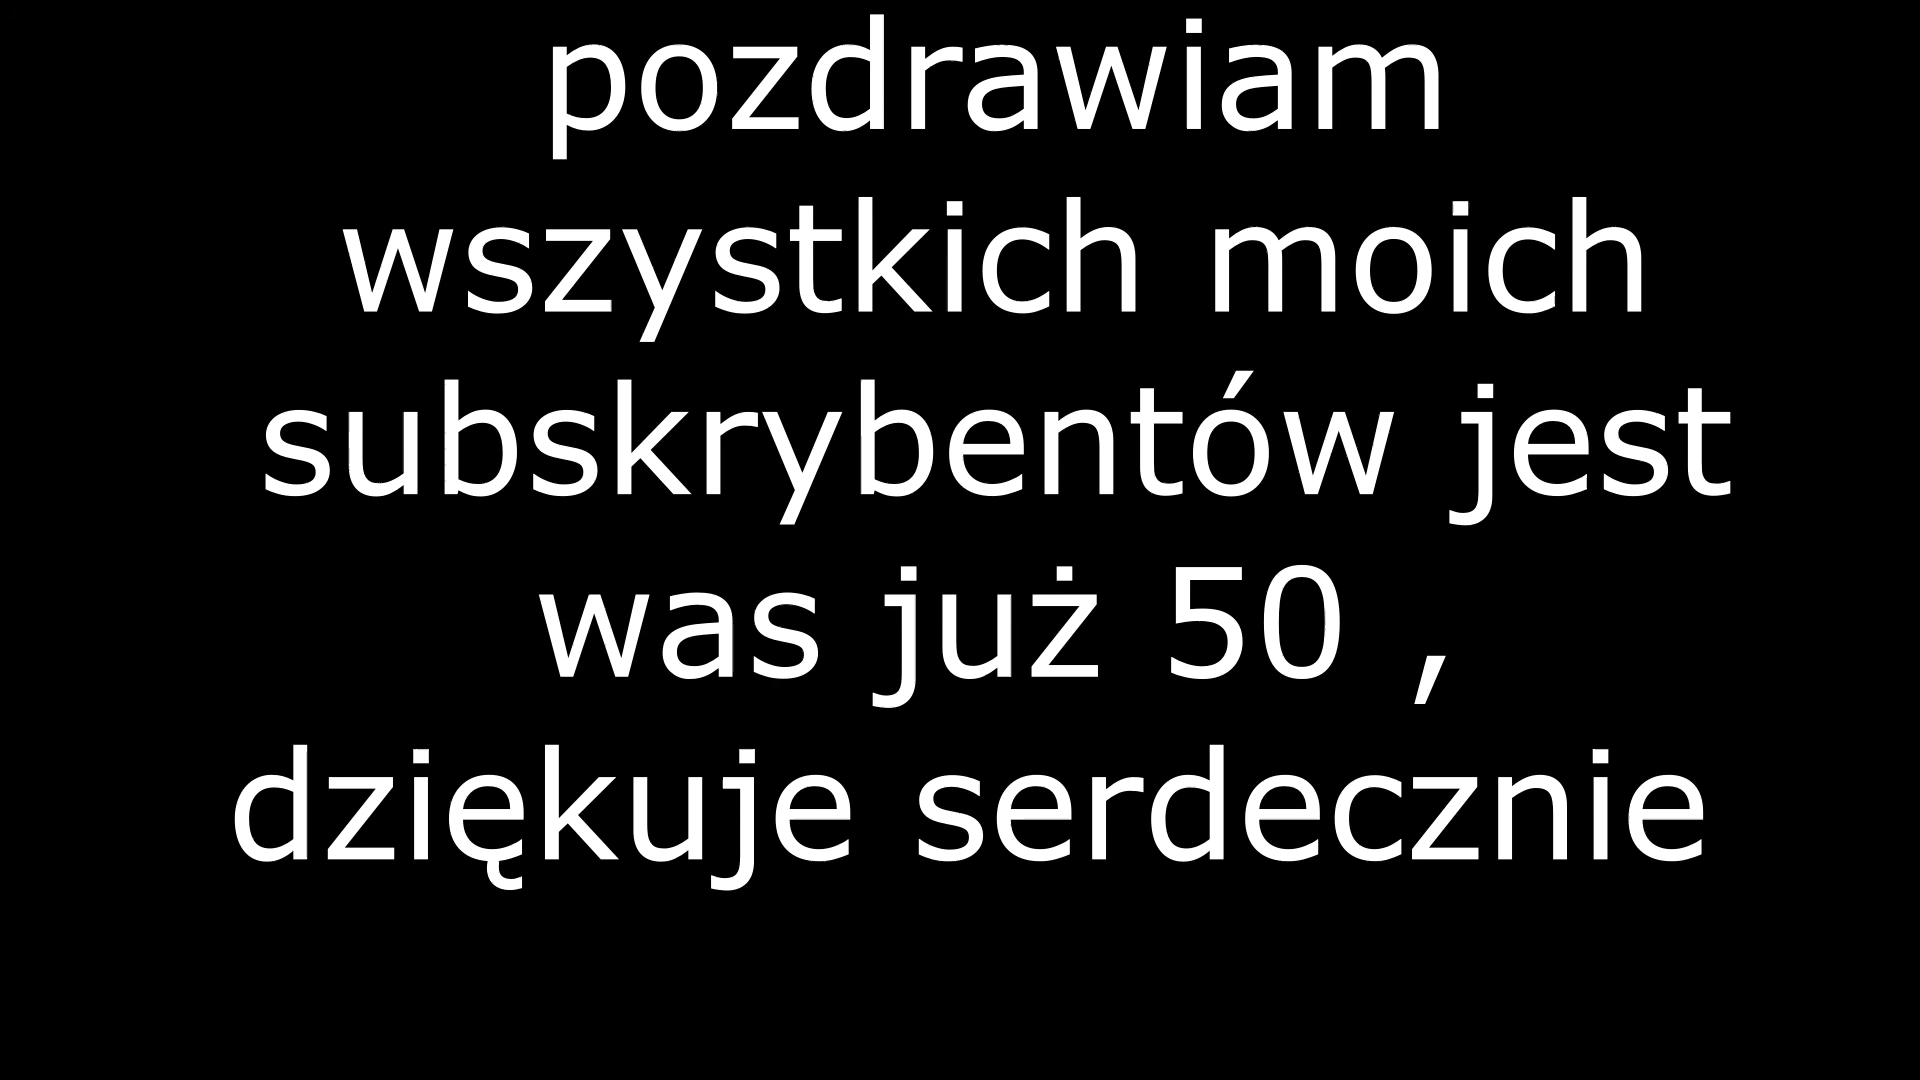 pozdrawiam
wszystkich moich
subskrybentów jest
was już 50 ,
dziękuje serdecznie